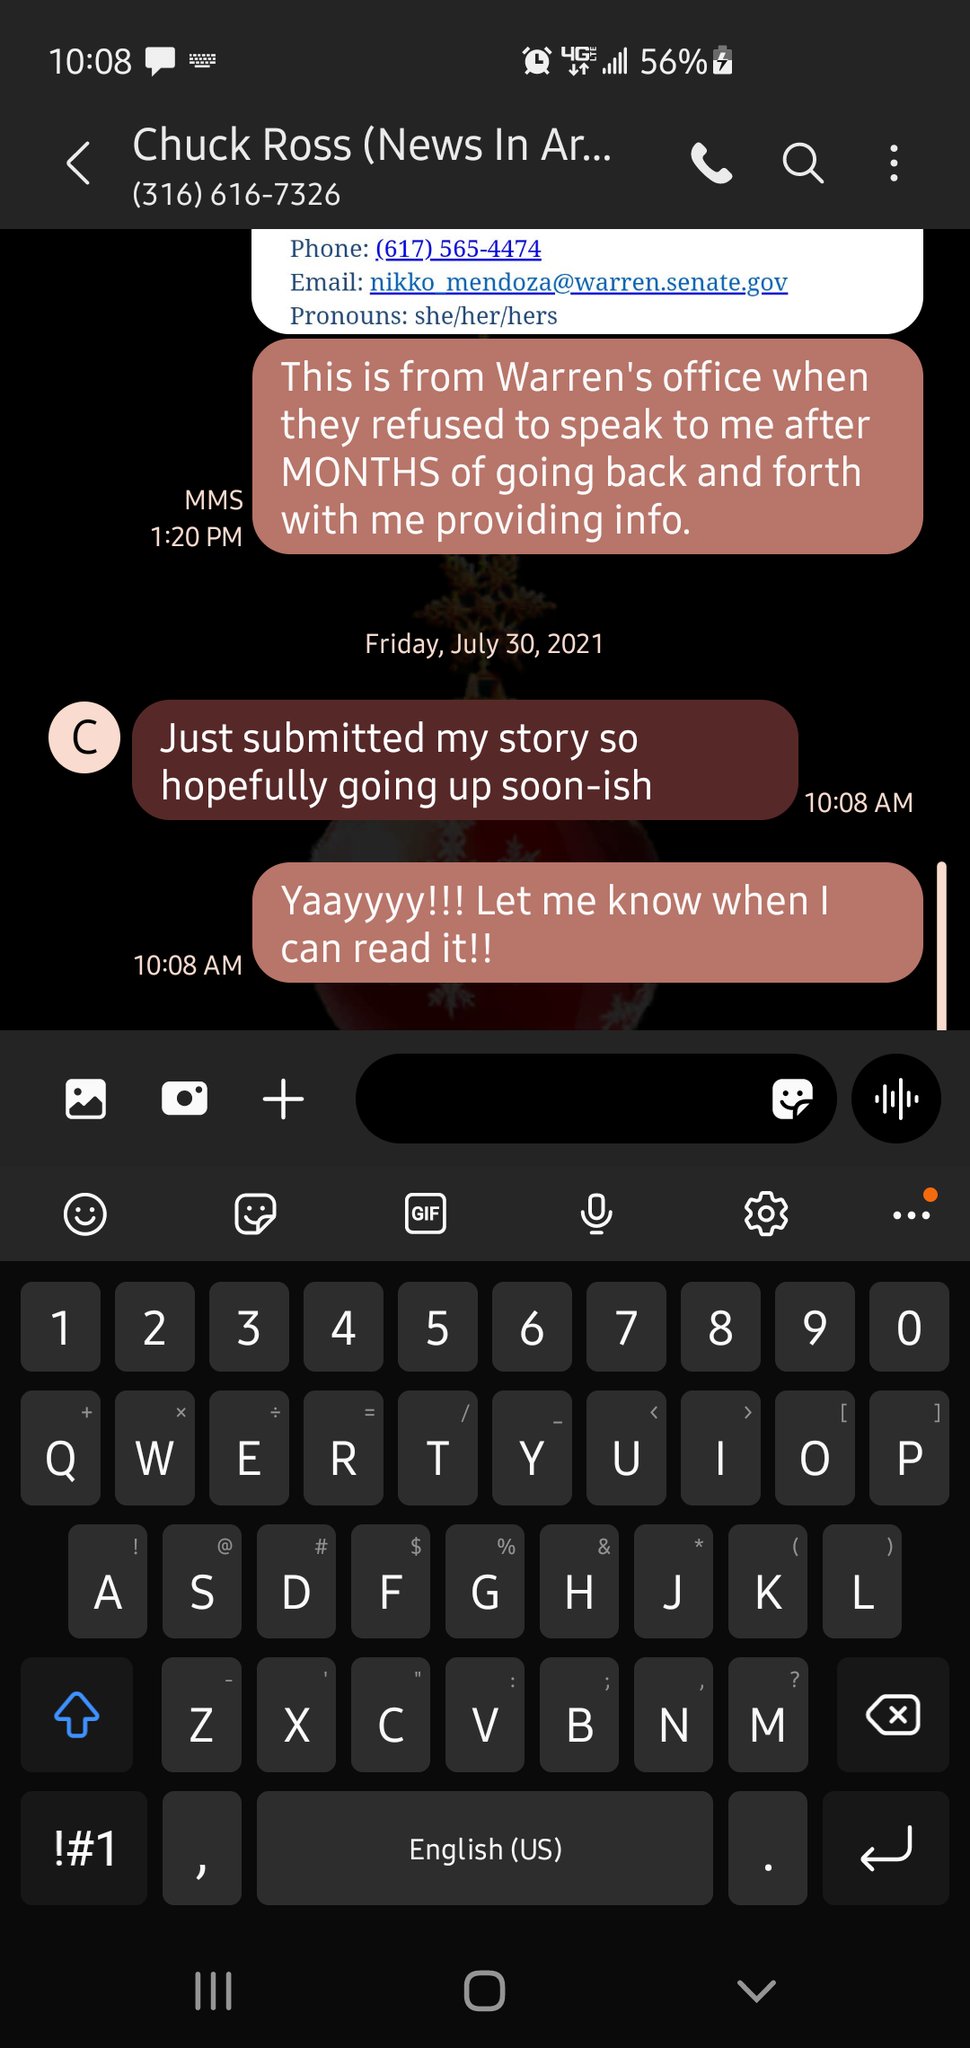 10:08
4G LTE
56%
Chuck Ross (News In Ar...
(316) 616-7326
Phone: (617) 565-4474
Email: nikko_mendoza@warren.senate.gov
Pronouns: she/her/hers
This is from Warren's office when
they refused to speak to me after
MONTHS of going back and forth
with me providing info.
MMS
1:20 PM
Friday, July 30, 2021
C
Just submitted my story so
hopefully going up soon-ish
10:08 AM
Yaayyyy!!! Let me know when I
can read it!!
10:08 AM
GIF
1 2 3 4 5 6 7 8 9 0
+ × ÷ = / _ < > [ ]
Q W E R T Y U I O P
! @ # $ % & * ( )
A S D F G H J K L
- ' " : ; , ?
Z X C V B N M
!#1 , English (US) .